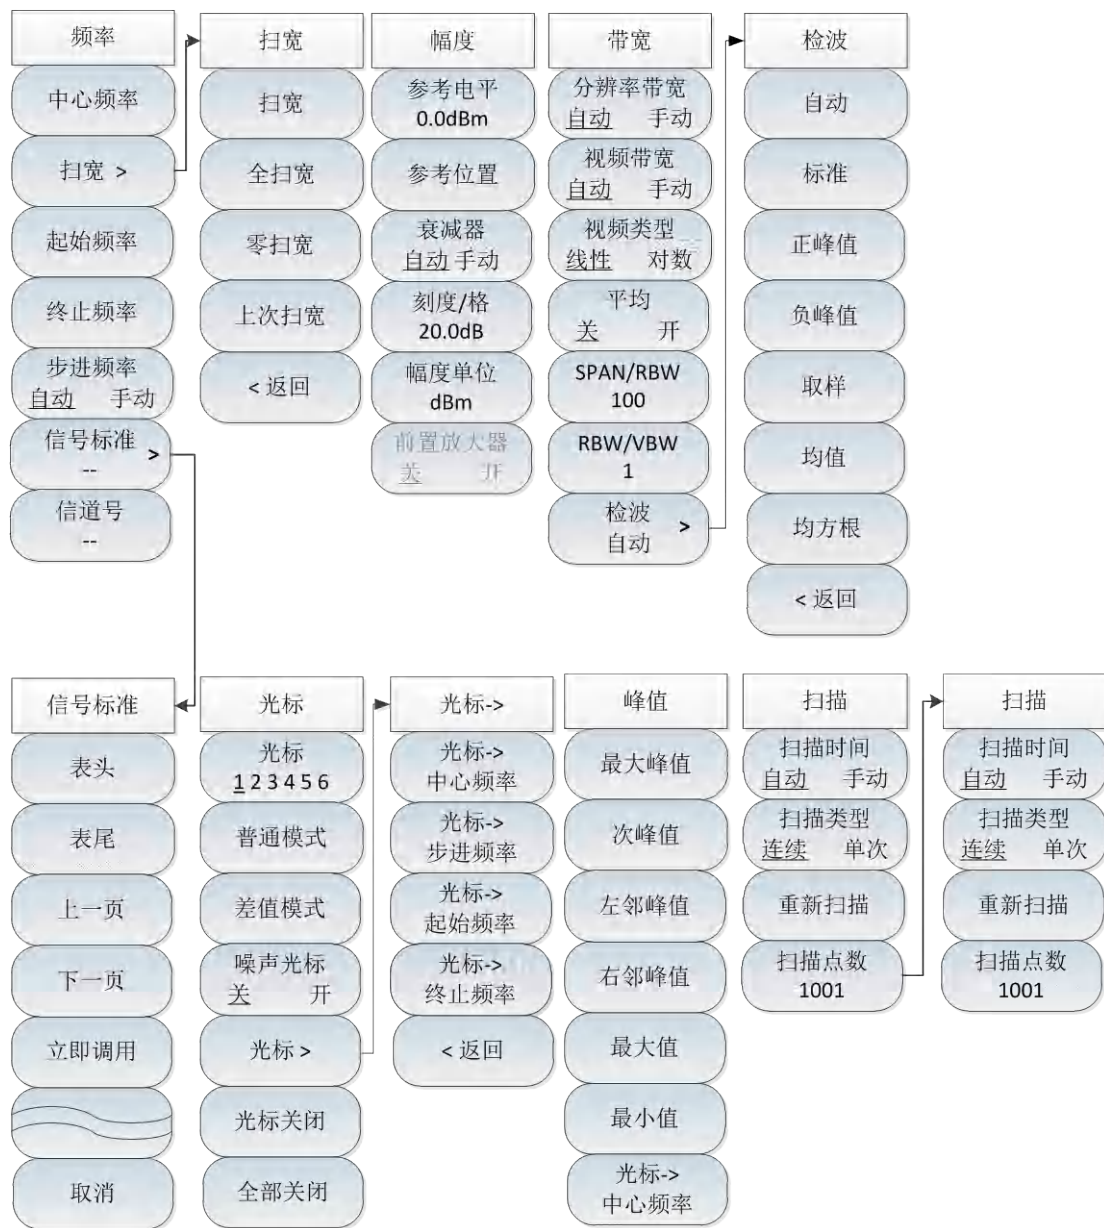 频率
中心频率
扫宽 >
起始频率
终止频率
步进频率
自动 手动
信号标准 >
--
信道号
--
扫宽
扫宽
全扫宽
零扫宽
上次扫宽
< 返回
幅度
参考电平
0.0dBm
参考位置
衰减器
自动 手动
刻度/格
20.0dB
幅度单位
dBm
前置放大器
关 开
带宽
分辨率带宽
自动 手动
视频带宽
自动 手动
视频类型
线性 对数
平均
关 开
SPAN/RBW
100
RBW/VBW
1
检波 >
自动
检波
自动
标准
正峰值
负峰值
取样
均值
均方根
< 返回
信号标准
表头
表尾
上一页
下一页
立即调用
取消
光标
光标
1 2 3 4 5 6
普通模式
差值模式
噪声光标
关 开
光标 >
光标关闭
全部关闭
光标->
光标->
中心频率
光标->
步进频率
光标->
起始频率
光标->
终止频率
< 返回
峰值
最大峰值
次峰值
左邻峰值
右邻峰值
最大值
最小值
光标->
中心频率
扫描
扫描时间
自动 手动
扫描类型
连续 单次
重新扫描
扫描点数
1001
扫描
扫描时间
自动 手动
扫描类型
连续 单次
重新扫描
扫描点数
1001